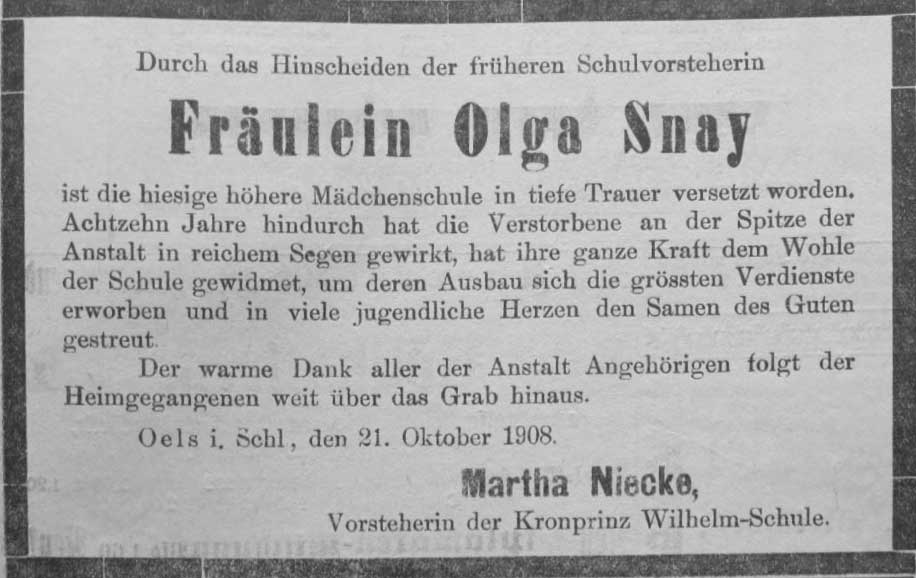 Durch das Hinscheiden der früheren Schulvorsteherin
Fräulein Olga Snay
ist die hiesige höhere Mädchenschule in tiefe Trauer versetzt worden.
Achtzehn Jahre hindurch hat die Verstorbene an der Spitze der
Anstalt in reichem Segen gewirkt, hat ihre ganze Kraft dem Wohle
der Schule gewidmet, um deren Ausbau sich die grössten Verdienste
erworben und in viele jugendliche Herzen den Samen des Guten
gestreut.
Der warme Dank aller der Anstalt Angehörigen folgt der
Heimgegangenen weit über das Grab hinaus.
Oels i. Schl, den 21. Oktober 1908.
Martha Niecke,
Vorsteherin der Kronprinz Wilhelm-Schule.